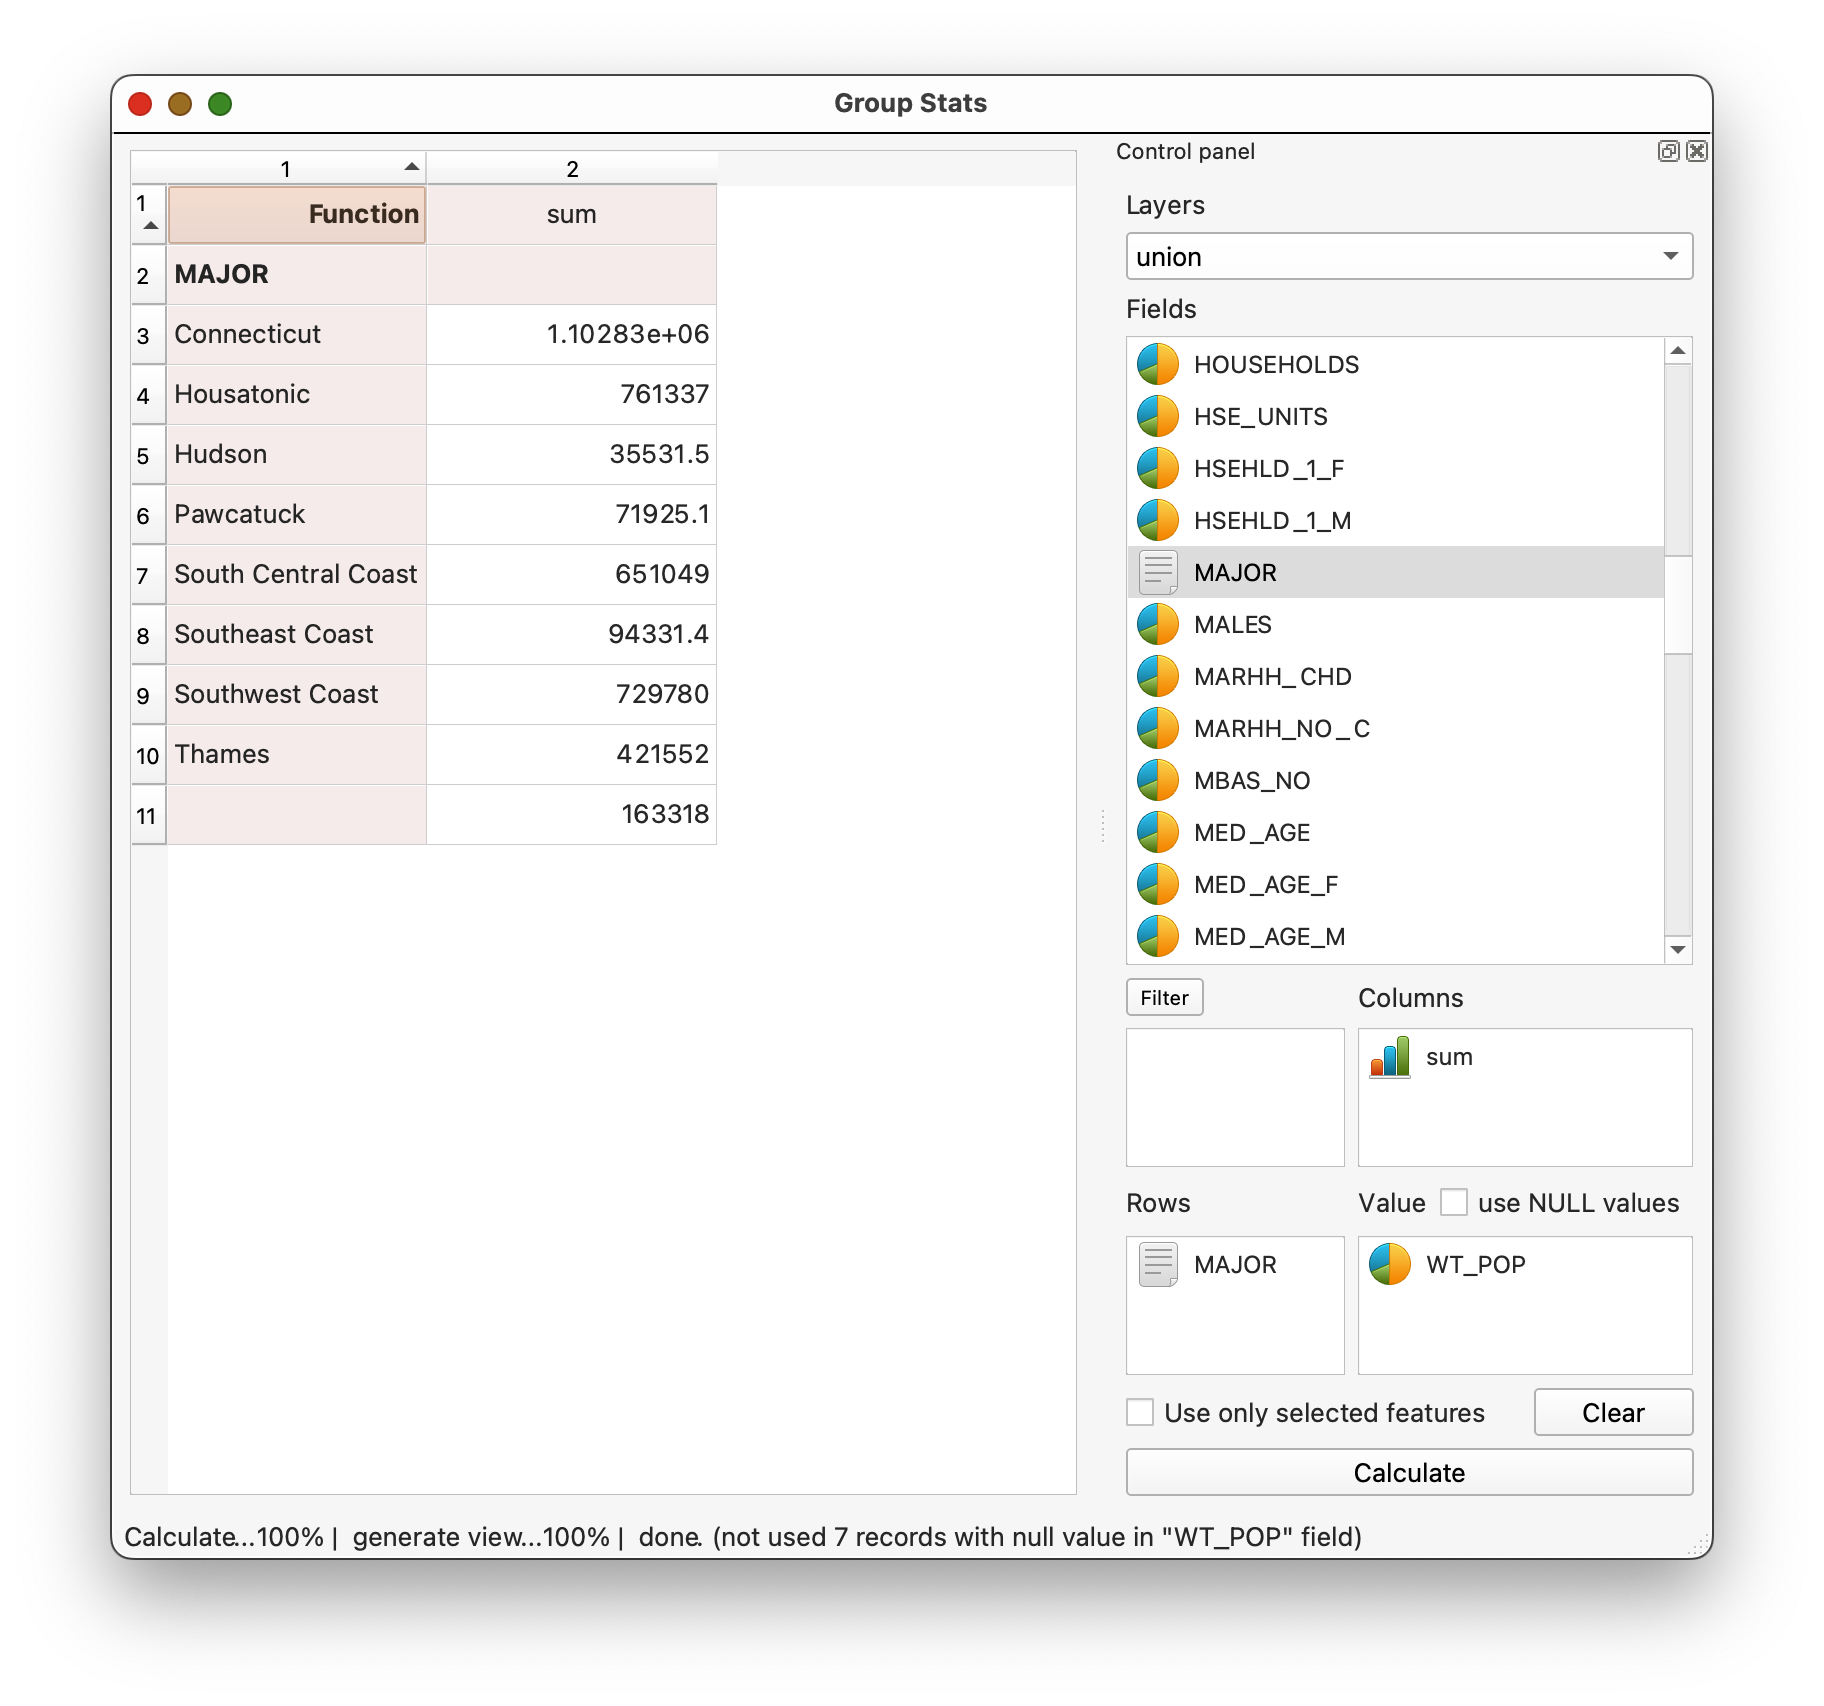 Group Stats
1 2
1 Function sum
2 MAJOR
3 Connecticut 1.10283e+06
4 Housatonic 761337
5 Hudson 35531.5
6 Pawcatuck 71925.1
7 South Central Coast 651049
8 Southeast Coast 94331.4
9 Southwest Coast 729780
10 Thames 421552
11 163318
Control panel
Layers
union
Fields
HOUSEHOLDS
HSE_UNITS
HSEHLD_1_F
HSEHLD_1_M
MAJOR
MALES
MARHH_CHD
MARHH_NO_C
MBAS_NO
MED_AGE
MED_AGE_F
MED_AGE_M
Filter Columns
sum
Rows Value use NULL values
MAJOR WT_POP
Use only selected features Clear
Calculate
Calculate...100% | generate view...100% | done. (not used 7 records with null value in "WT_POP" field)